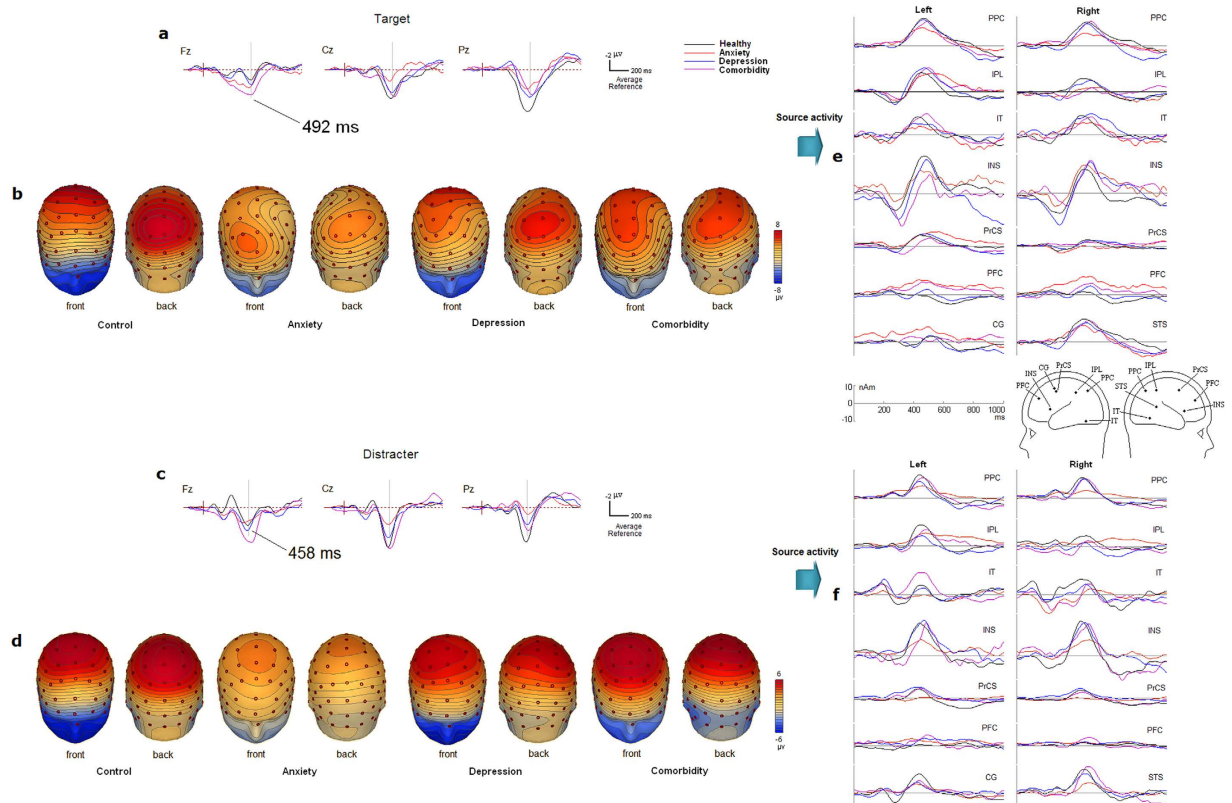 Target
a
Fz
Cz
Pz
-2 μv
200 ms
Average
Reference
Healthy
Anxiety
Depression
Comorbidity
492 ms
b
front
back
front
back
front
back
front
back
8
-8
μv
Control
Anxiety
Depression
Comorbidity
Distracter
c
Fz
Cz
Pz
-2 μv
200 ms
Average
Reference
458 ms
d
front
back
front
back
front
back
front
back
6
-6
μv
Control
Anxiety
Depression
Comorbidity
Source activity
e
Left
Right
PPC
PPC
IPL
IPL
IT
IT
INS
INS
PrCS
PrCS
PFC
PFC
CG
STS
10 nAm
0
-10
200 400 600 800 1000
ms
CG PrCS IPL
INS PPC
PFC
IT
IPL PrCS
PPC PFC
STS INS
IT
Source activity
f
Left
Right
PPC
PPC
IPL
IPL
IT
IT
INS
INS
PrCS
PrCS
PFC
PFC
CG
STS